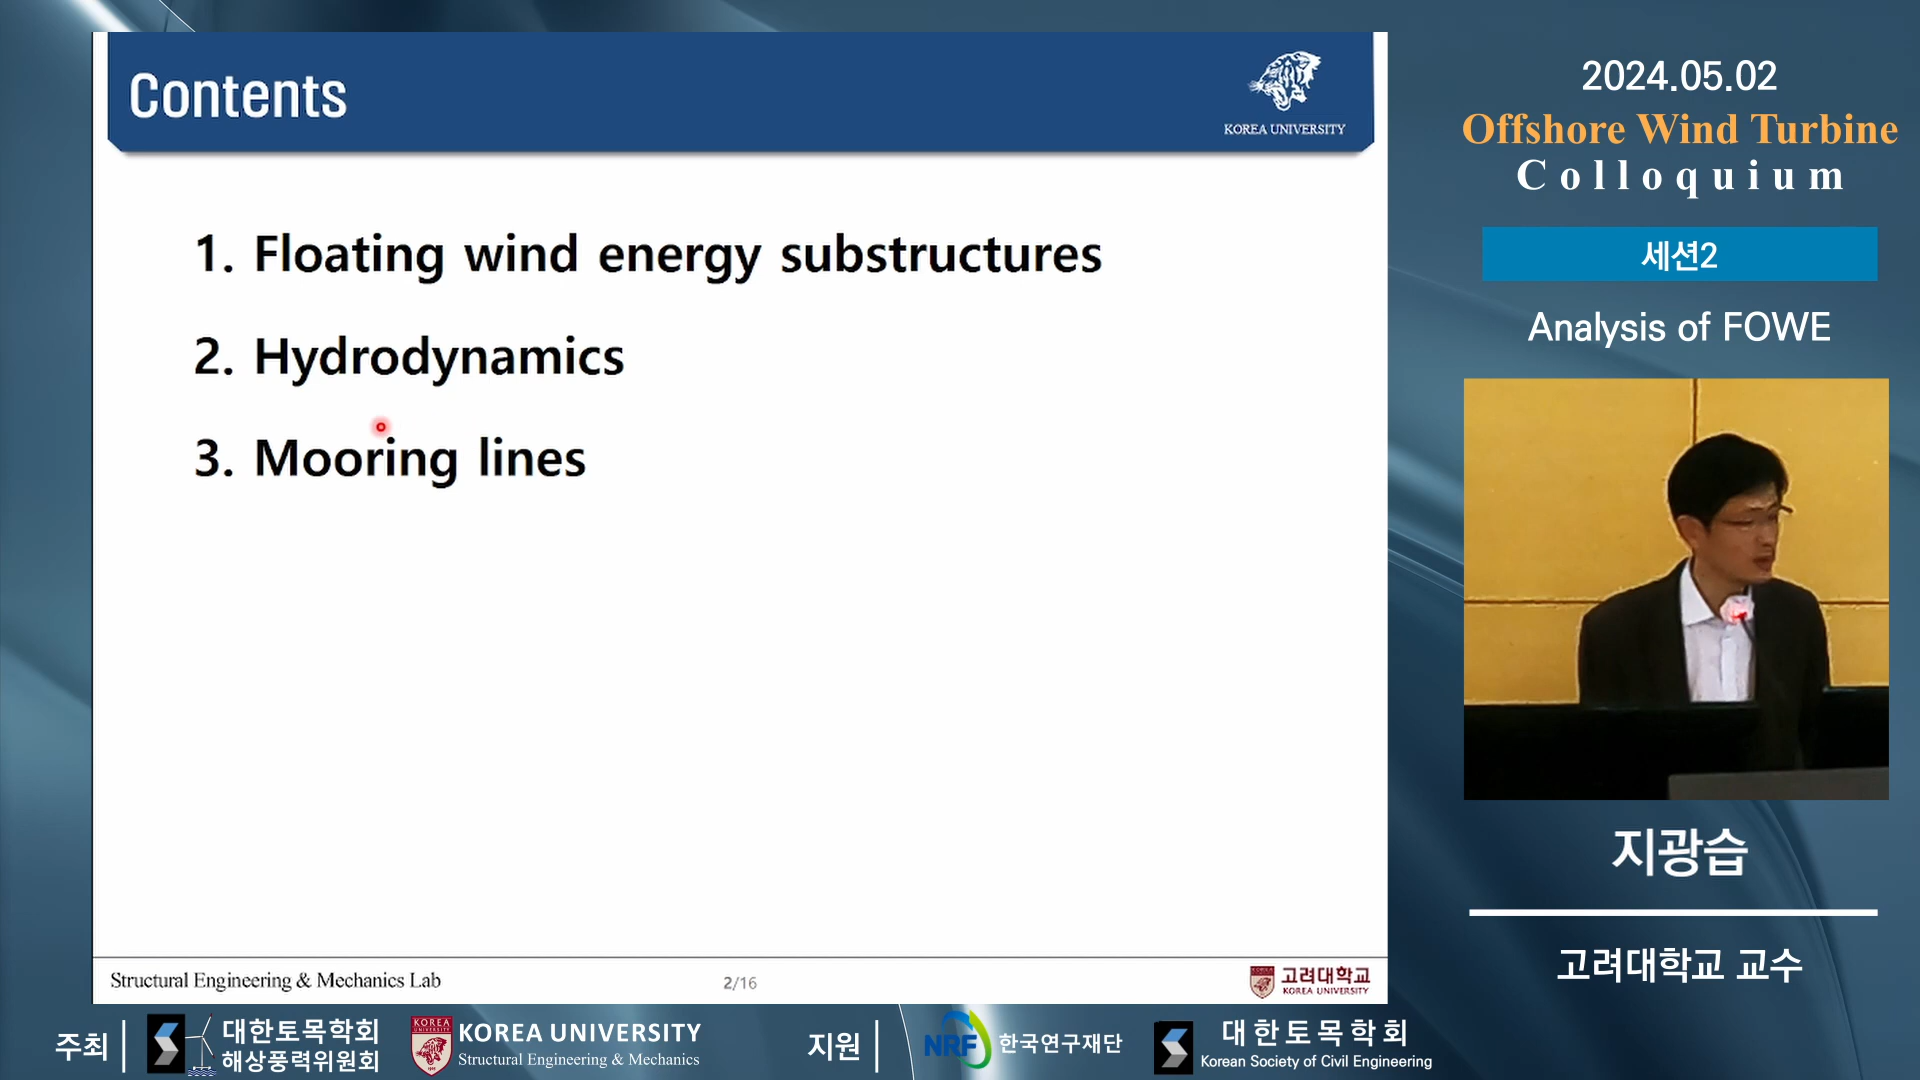 Contents
KOREA UNIVERSITY
1. Floating wind energy substructures
2. Hydrodynamics
3. Mooring lines
Structural Engineering & Mechanics Lab
2/16
고려대학교
KOREA UNIVERSITY
2024.05.02
Offshore Wind Turbine
Colloquium
세션2
Analysis of FOWE
지광습
고려대학교 교수
주최
대한토목학회
해상풍력위원회
KOREA
KOREA UNIVERSITY
Structural Engineering & Mechanics
지원
NRF
한국연구재단
대한토목학회
Korean Society of Civil Engineering